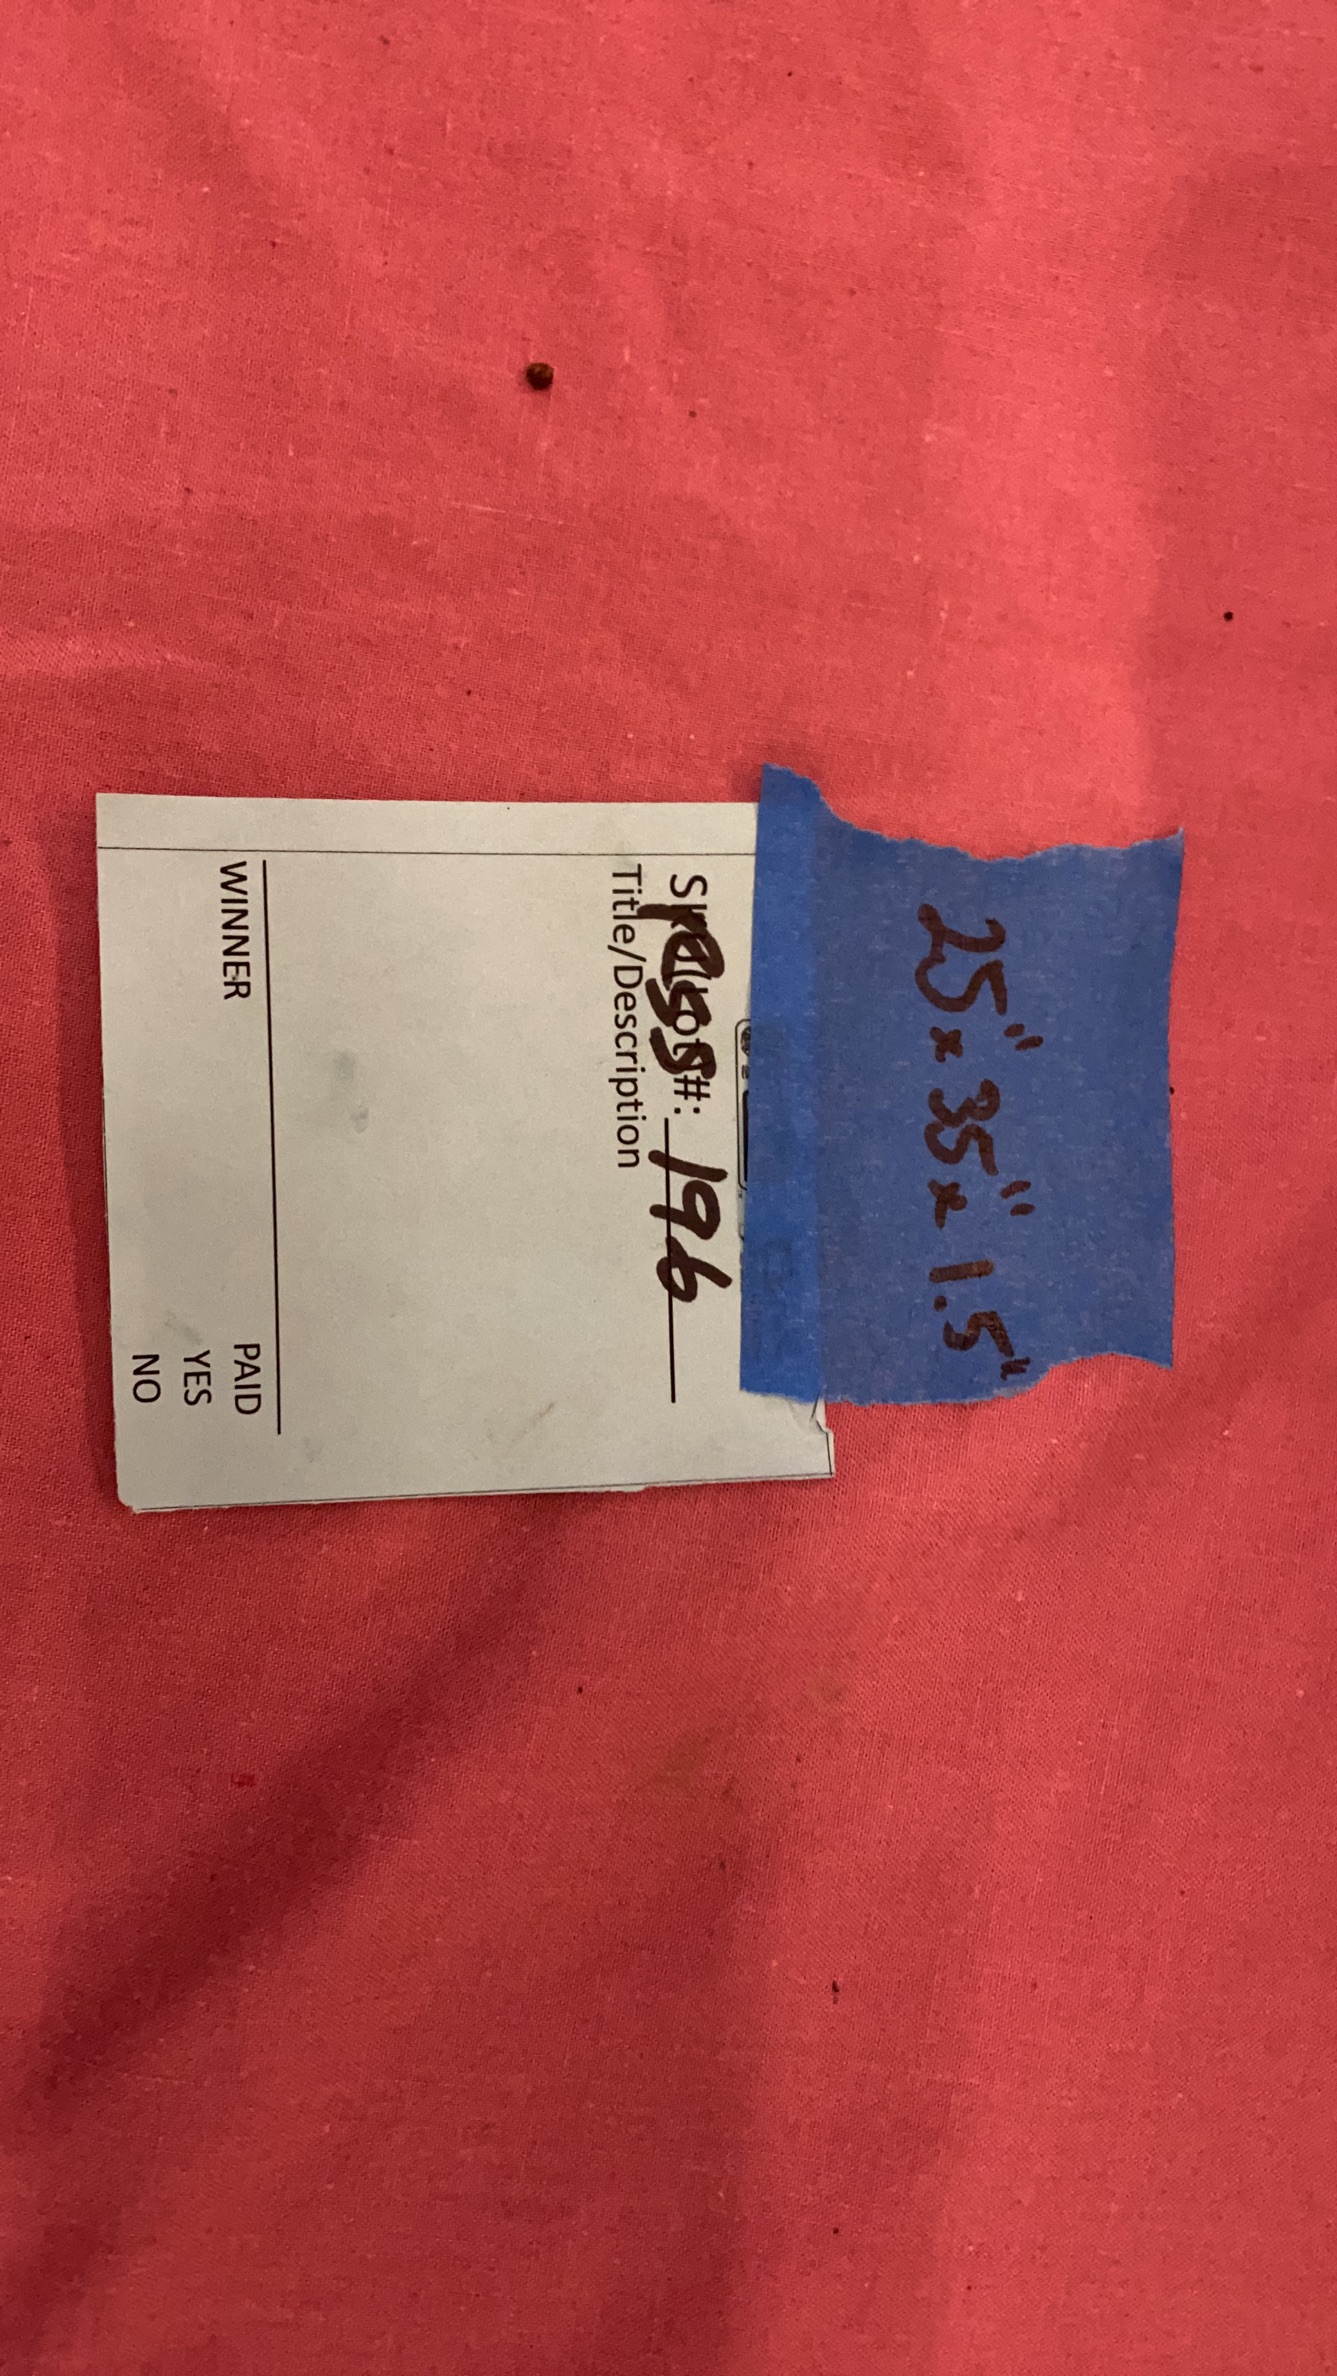 25" x 35" x 1.5"
#: 196
Title/Description
WINNER
PAID
YES
NO